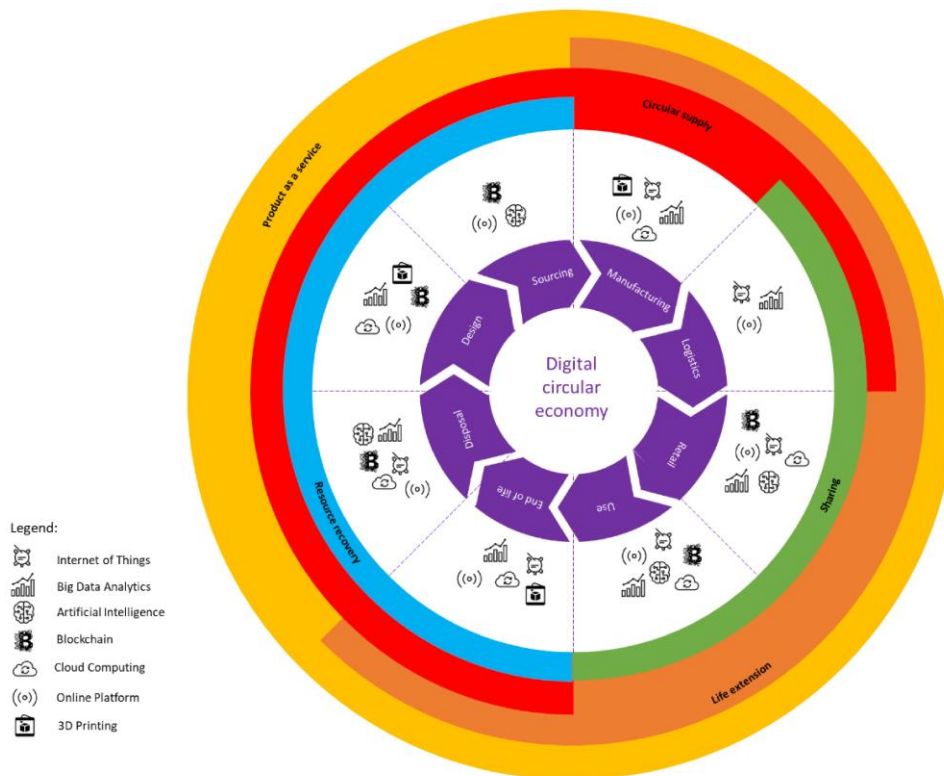 Product as a service
Circular supply
Sourcing
Manufacturing
Design
Logistics
Digital
circular
economy
Disposal
Retail
End of life
Use
Resource recovery
Sharing
Life extension
Legend:
Internet of Things
Big Data Analytics
Artificial Intelligence
Blockchain
Cloud Computing
Online Platform
3D Printing